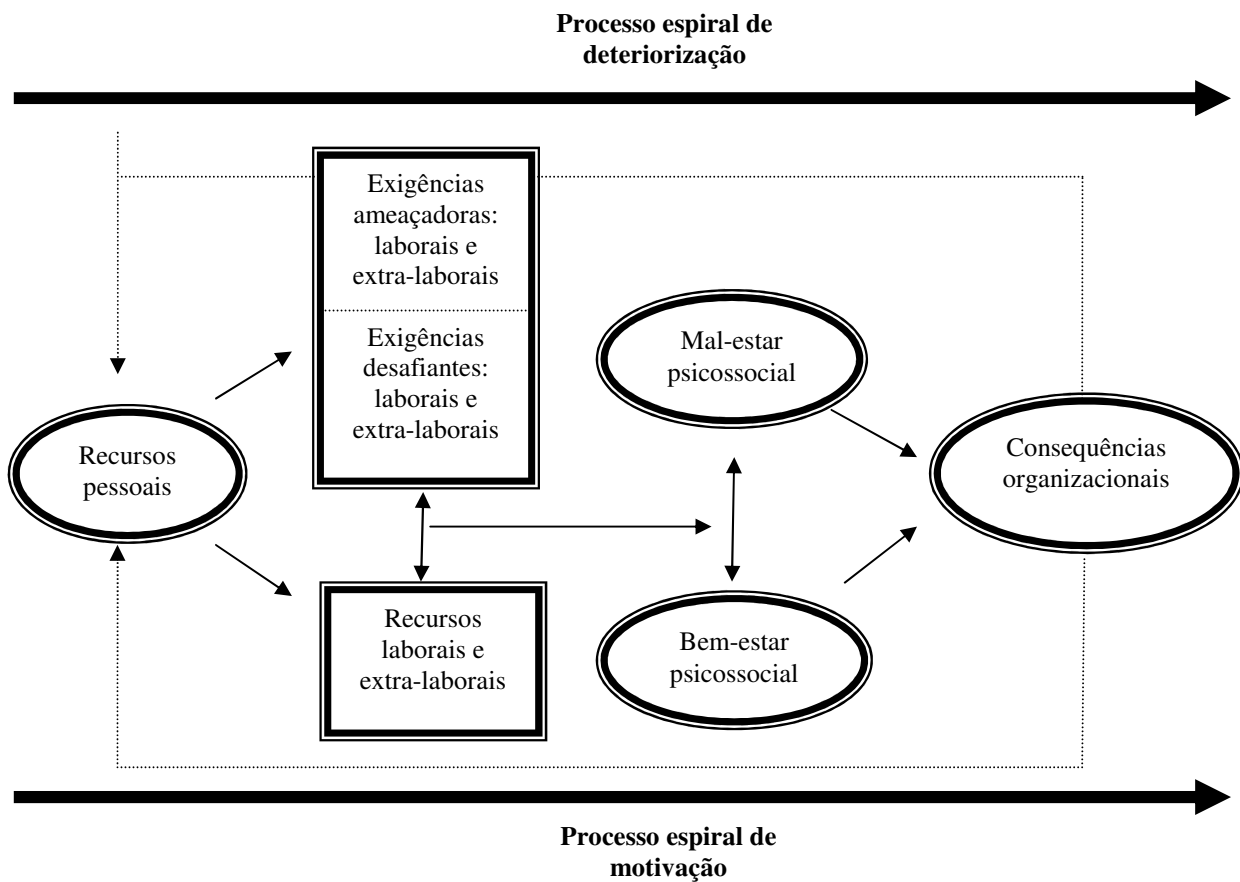 Processo espiral de
deteriorização
Exigências
ameaçadoras:
laborais e
extra-laborais
Exigências
desafiantes:
laborais e
extra-laborais
Mal-estar
psicossocial
Recursos
pessoais
Consequências
organizacionais
Recursos
laborais e
extra-laborais
Bem-estar
psicossocial
Processo espiral de
motivação